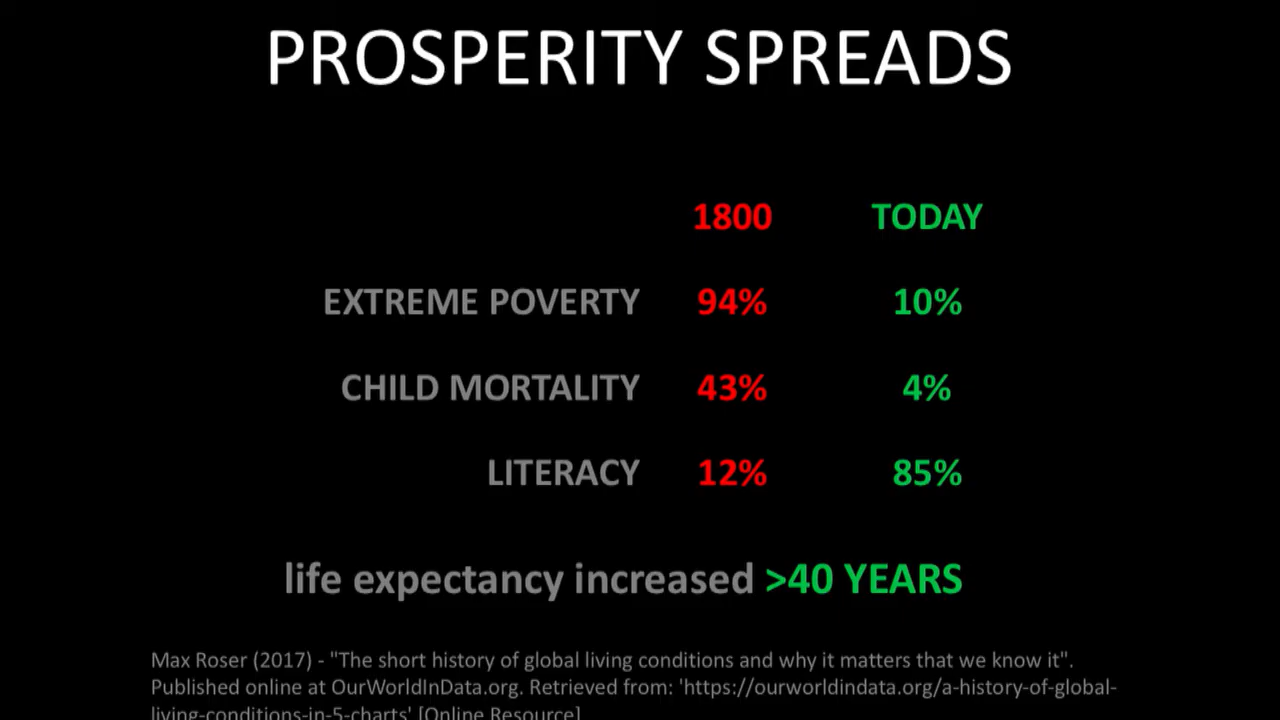 PROSPERITY SPREADS
1800 TODAY
EXTREME POVERTY 94% 10%
CHILD MORTALITY 43% 4%
LITERACY 12% 85%
life expectancy increased >40 YEARS
Max Roser (2017) - "The short history of global living conditions and why it matters that we know it".
Published online at OurWorldInData.org. Retrieved from: 'https://ourworldindata.org/a-history-of-global-
living-conditions-in-5-charts' [Online Resource]